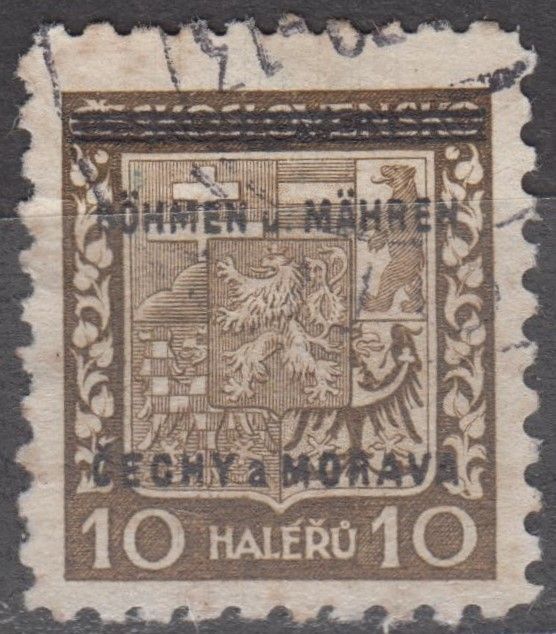 ČESKOSLOVENSKO
BÖHMEN u. MÄHREN
ČECHY a MORAVA
10 HALÉŘŮ 10